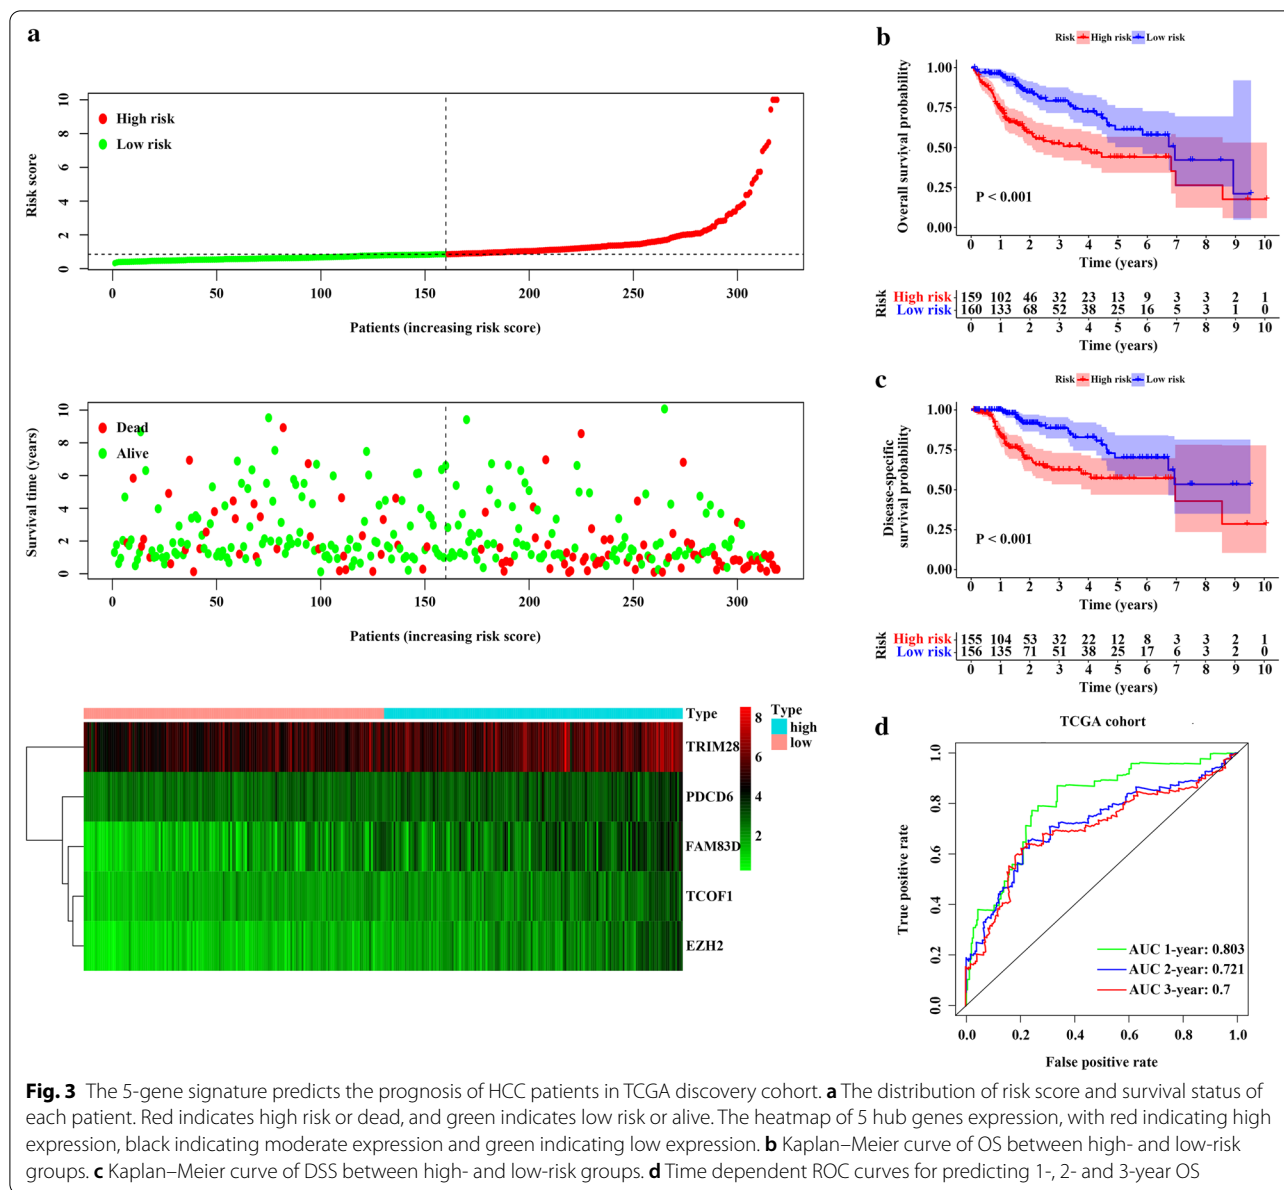 a
10
8
6
4
2
0
Risk score
High risk
Low risk
0 50 100 150 200 250 300
Patients (increasing risk score)
10
8
6
4
2
0
Survival time (years)
Dead
Alive
0 50 100 150 200 250 300
Patients (increasing risk score)
Type
TRIM28
PDCD6
FAM83D
TCOF1
EZH2
8
6
4
2
Type
high
low
b
Risk High risk Low risk
1.00
0.75
0.50
0.25
0.00
Overall survival probability
P < 0.001
0 1 2 3 4 5 6 7 8 9 10
Time (years)
Risk
High risk 159 102 46 32 23 13 9 3 3 2 1
Low risk 160 133 68 52 38 25 16 5 3 1 0
0 1 2 3 4 5 6 7 8 9 10
Time (years)
c
Risk High risk Low risk
1.00
0.75
0.50
0.25
0.00
Disease-specific
survival probability
P < 0.001
0 1 2 3 4 5 6 7 8 9 10
Time (years)
Risk
High risk 155 104 53 32 22 12 8 3 3 2 1
Low risk 156 135 71 51 38 25 17 6 3 2 0
0 1 2 3 4 5 6 7 8 9 10
Time (years)
d
TCGA cohort
1.0
0.8
0.6
0.4
0.2
0.0
True positive rate
AUC 1-year: 0.803
AUC 2-year: 0.721
AUC 3-year: 0.7
0.0 0.2 0.4 0.6 0.8 1.0
False positive rate
Fig. 3 The 5-gene signature predicts the prognosis of HCC patients in TCGA discovery cohort. a The distribution of risk score and survival status of
each patient. Red indicates high risk or dead, and green indicates low risk or alive. The heatmap of 5 hub genes expression, with red indicating high
expression, black indicating moderate expression and green indicating low expression. b Kaplan–Meier curve of OS between high- and low-risk
groups. c Kaplan–Meier curve of DSS between high- and low-risk groups. d Time dependent ROC curves for predicting 1-, 2- and 3-year OS